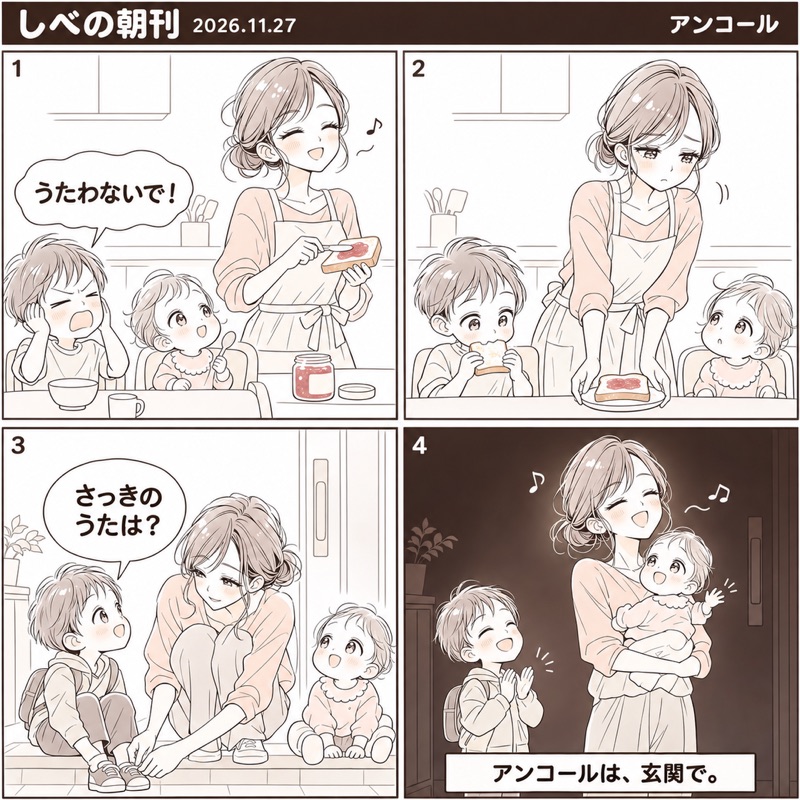 しべの朝刊 2026.11.27 アンコール
1
うたわないで！
2
3
さっきの
うたは？
4
アンコールは、玄関で。